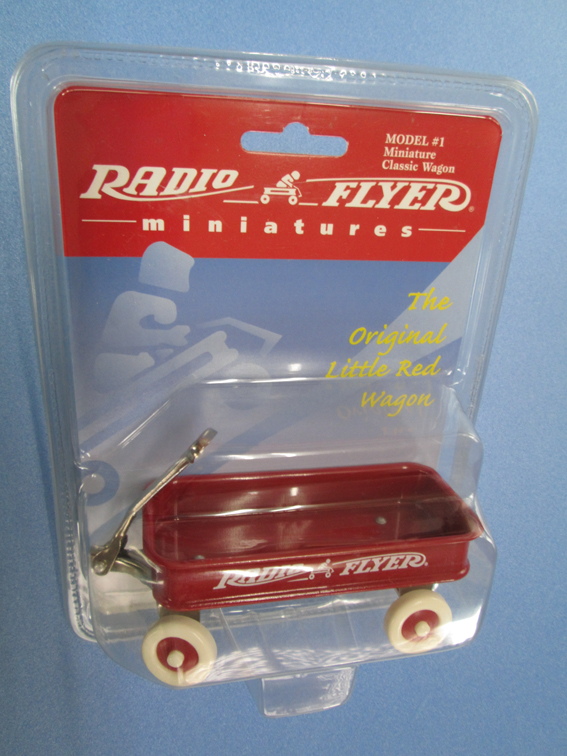 MODEL #1
Miniature
Classic Wagon
RADIO FLYER®
miniatures
The
Original
Little Red
Wagon
RADIO FLYER®